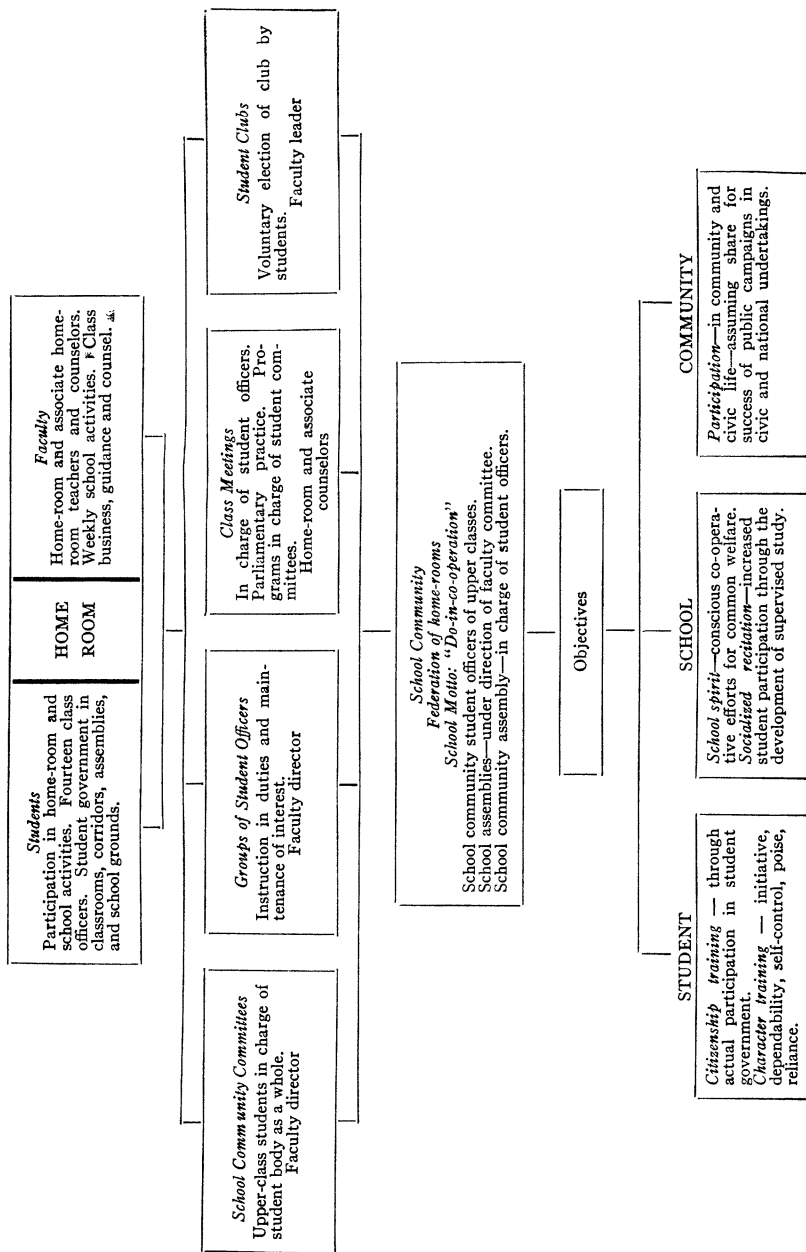 Students
Participation in home-room and
school activities. Fourteen class
officers. Student government in
classrooms, corridors, assemblies,
and school grounds.
HOME
ROOM
Faculty
Home-room and associate home-
room teachers and counselors.
Weekly school activities. Class
business, guidance and counsel.
School Community Committees
Upper-class students in charge of
student body as a whole.
Faculty director
Groups of Student Officers
Instruction in duties and main-
tenance of interest.
Faculty director
Class Meetings
In charge of student officers.
Parliamentary practice. Pro-
grams in charge of student com-
mittees.
Home-room and associate
counselors
Student Clubs
Voluntary election of club by
students.
Faculty leader
School Community
Federation of home-rooms
School Motto: "Do-in-co-operation"
School community student officers of upper classes.
School assemblies—under direction of faculty committee.
School community assembly—in charge of student officers.
Objectives
STUDENT
Citizenship training — through
actual participation in student
government.
Character training — initiative,
dependability, self-control, poise,
reliance.
SCHOOL
School spirit—conscious co-opera-
tive efforts for common welfare.
Socialized recitation—increased
student participation through the
development of supervised study.
COMMUNITY
Participation—in community and
civic life—assuming share for
success of public campaigns in
civic and national undertakings.